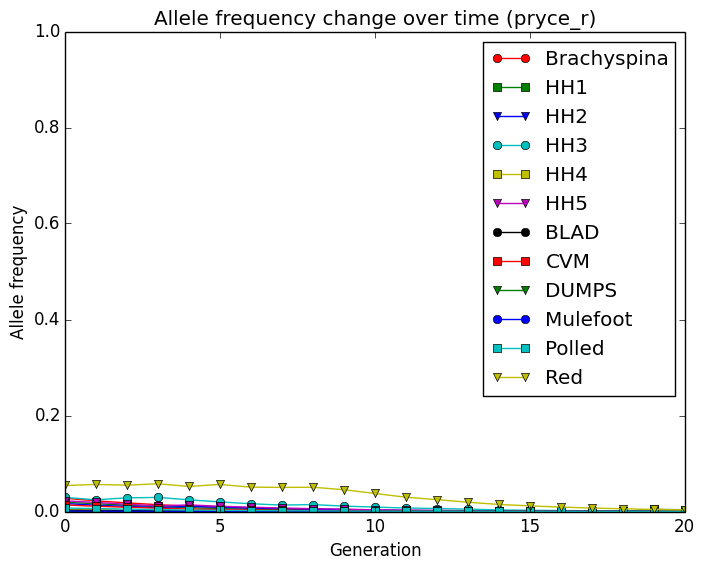 Allele frequency change over time (pryce_r)
1.0
0.8
0.6
0.4
0.2
0.0
Allele frequency
Brachyspina
HH1
HH2
HH3
HH4
HH5
BLAD
CVM
DUMPS
Mulefoot
Polled
Red
0 5 10 15 20
Generation